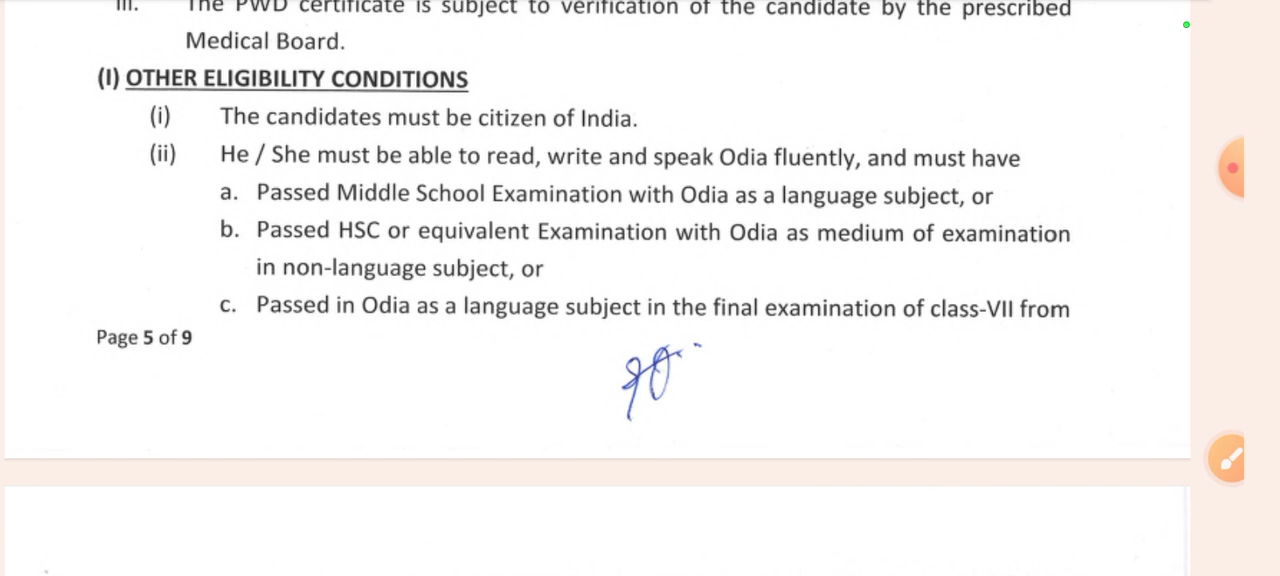 III. The PWD certificate is subject to verification of the candidate by the prescribed
Medical Board.
(I) OTHER ELIGIBILITY CONDITIONS
(i) The candidates must be citizen of India.
(ii) He / She must be able to read, write and speak Odia fluently, and must have
a. Passed Middle School Examination with Odia as a language subject, or
b. Passed HSC or equivalent Examination with Odia as medium of examination
in non-language subject, or
c. Passed in Odia as a language subject in the final examination of class-VII from
Page 5 of 9